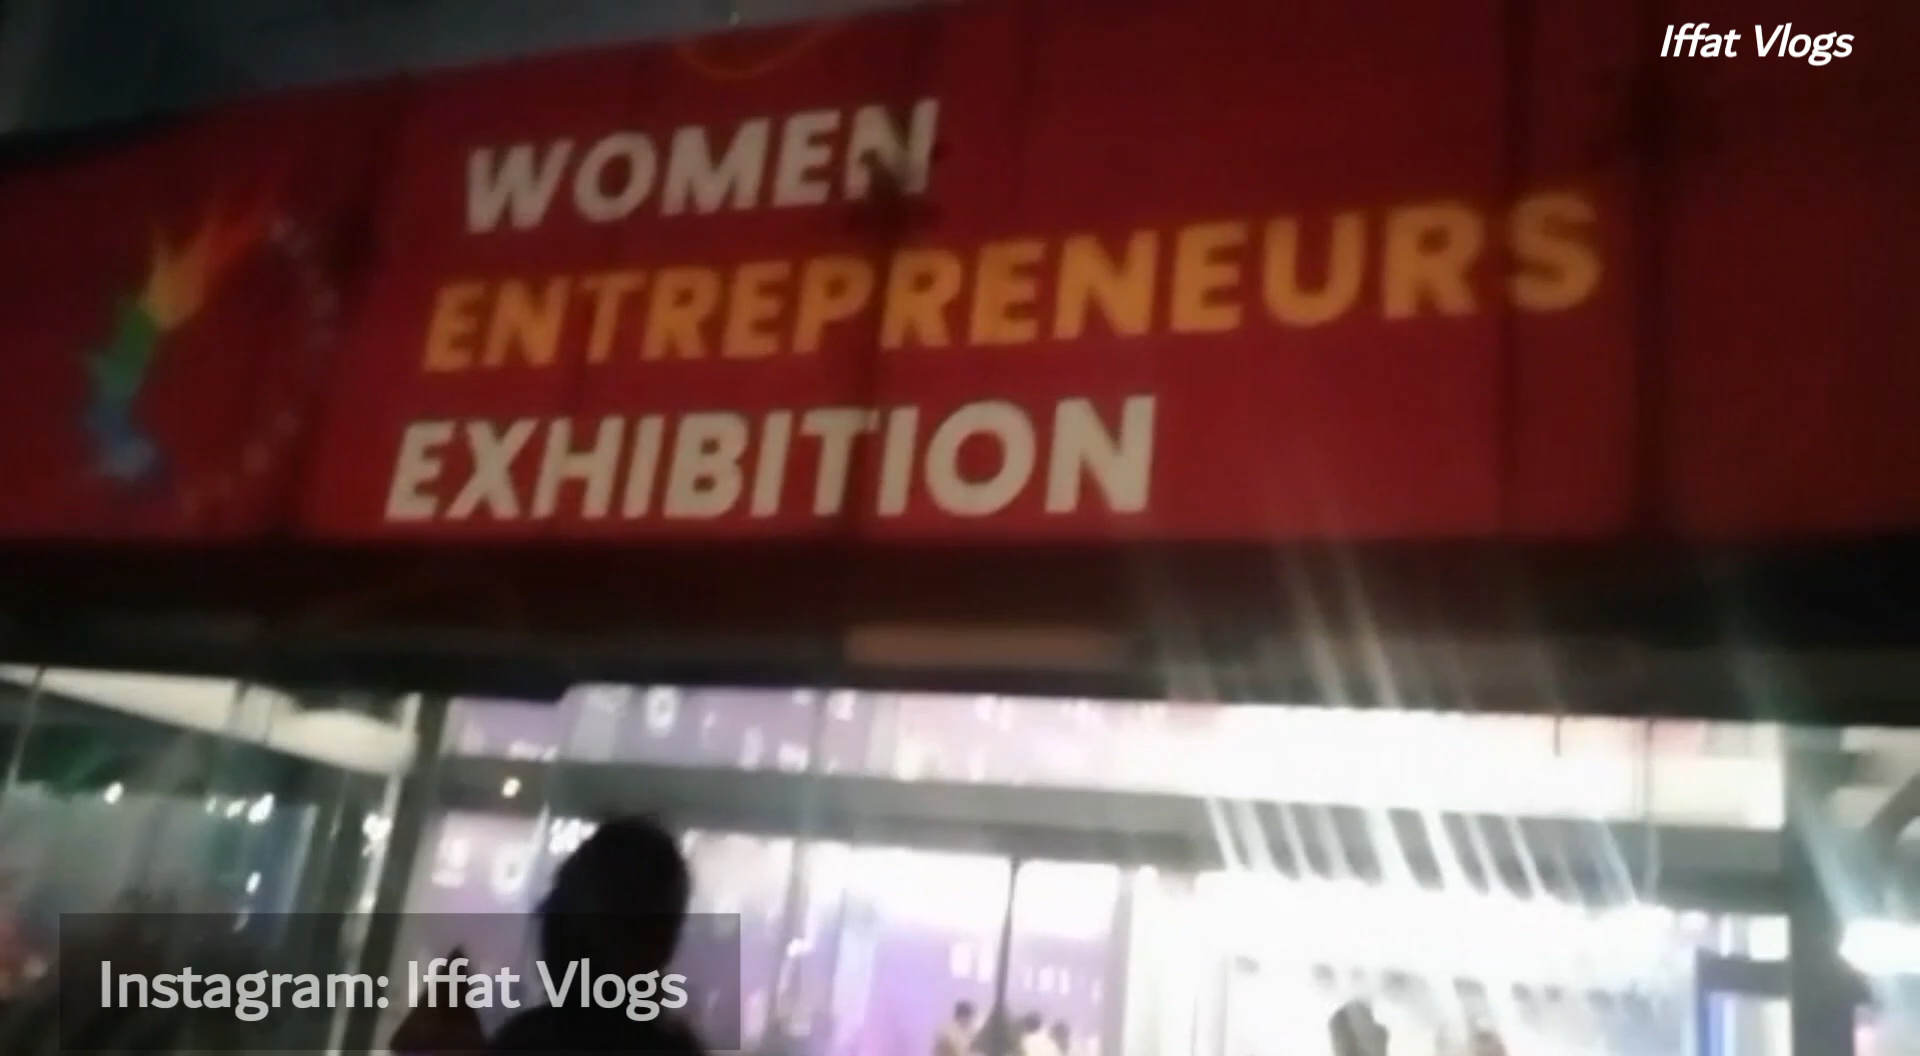 Iffat Vlogs
WOMEN
ENTREPRENEURS
EXHIBITION
Instagram: Iffat Vlogs